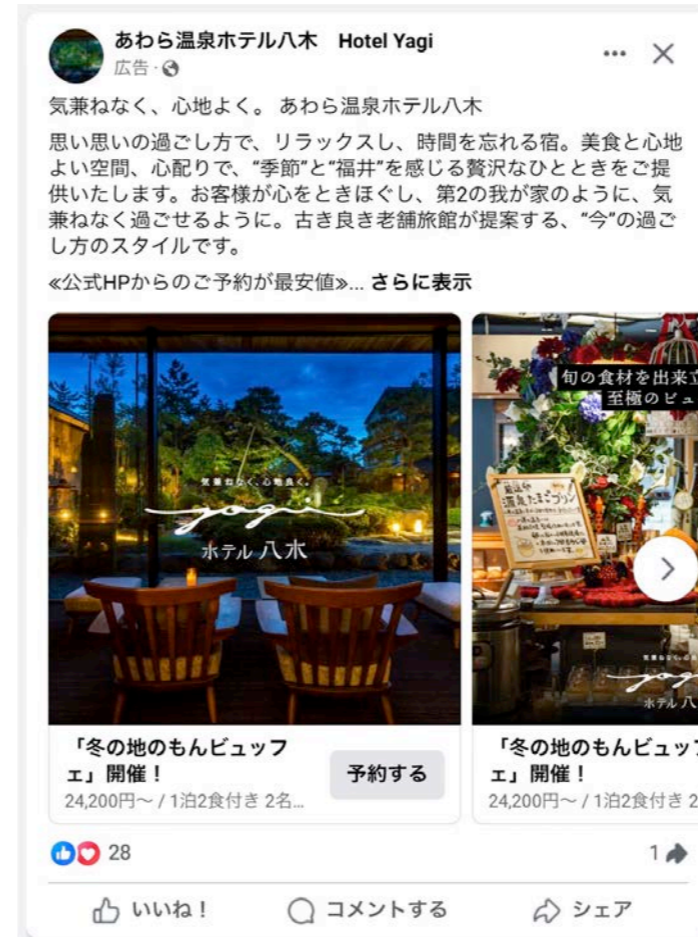 あわら温泉ホテル八木　Hotel Yagi
広告
気兼ねなく、心地よく。 あわら温泉ホテル八木
思い思いの過ごし方で、リラックスし、時間を忘れる宿。美食と心地
よい空間、心配りで、“季節”と“福井”を感じる贅沢なひとときをご提
供いたします。お客様が心をときほぐし、第2の我が家のように、気
兼ねなく過ごせるように。古き良き老舗旅館が提案する、“今”の過ご
し方のスタイルです。
≪公式HPからのご予約が最安値≫... さらに表示
気兼ねなく、心地良く。
yagi
ホテル 八木
旬の食材を出来立
至極のビュ
温泉たまごプリン
yagi
ホテル 八
「冬の地のもんビュッフ
ェ」開催！
24,200円～ / 1泊2食付き 2名...
予約する
「冬の地のもんビュッフ
ェ」開催！
24,200円～ / 1泊2食付き 2
28
1
いいね！
コメントする
シェア